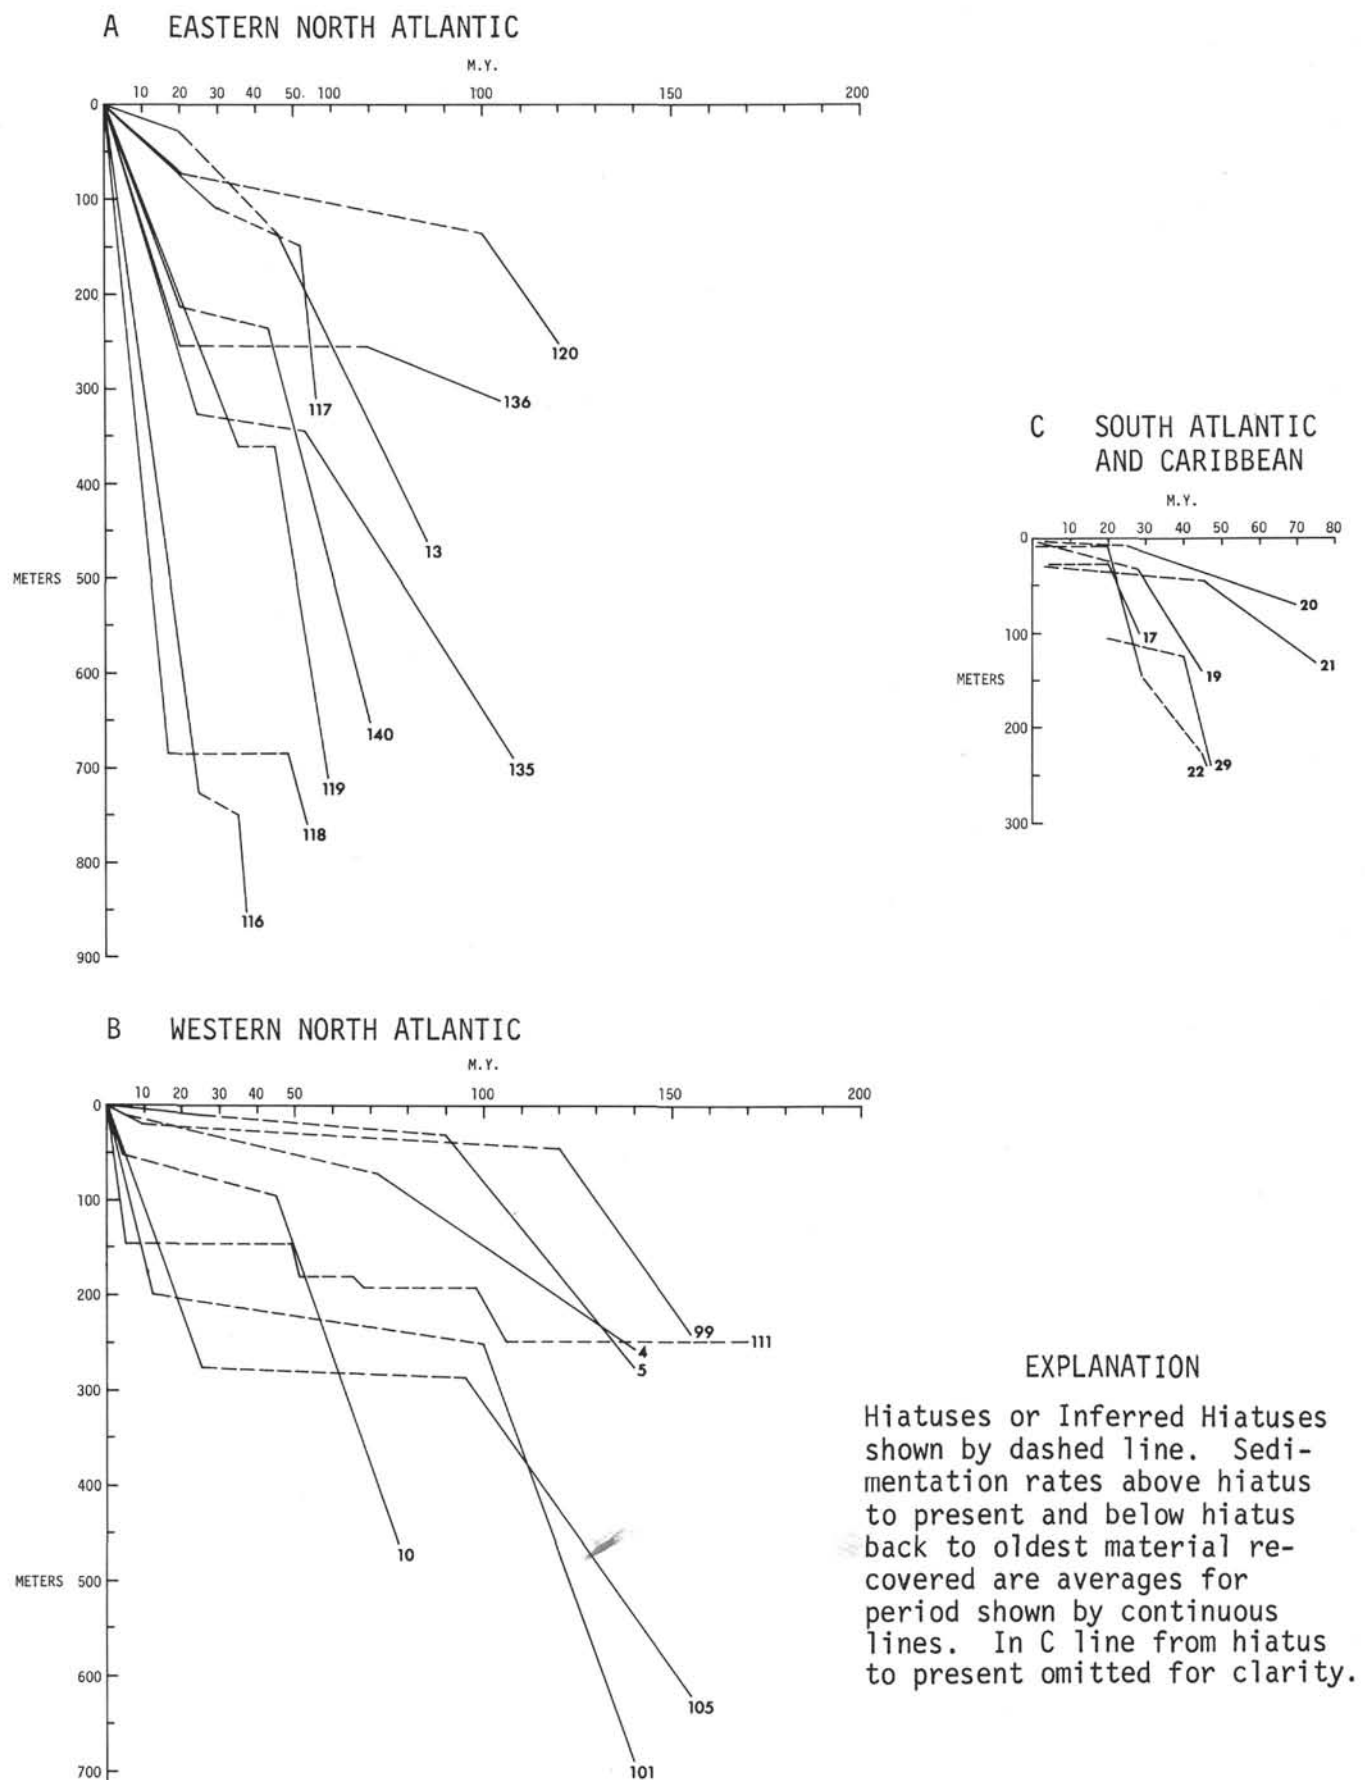 A EASTERN NORTH ATLANTIC
M.Y.
10 20 30 40 50. 100 100 150 200
0
100
200
300
400
METERS 500
600
700
800
900
120
136
117
13
140
135
119
118
116
C SOUTH ATLANTIC
AND CARIBBEAN
M.Y.
10 20 30 40 50 60 70 80
0
100
METERS
200
300
20
17
21
19
22 29
B WESTERN NORTH ATLANTIC
M.Y.
10 20 30 40 50 100 150 200
0
100
200
300
400
METERS 500
600
700
99
111
4
5
10
105
101
EXPLANATION
Hiatuses or Inferred Hiatuses
shown by dashed line. Sedi-
mentation rates above hiatus
to present and below hiatus
back to oldest material re-
covered are averages for
period shown by continuous
lines. In C line from hiatus
to present omitted for clarity.